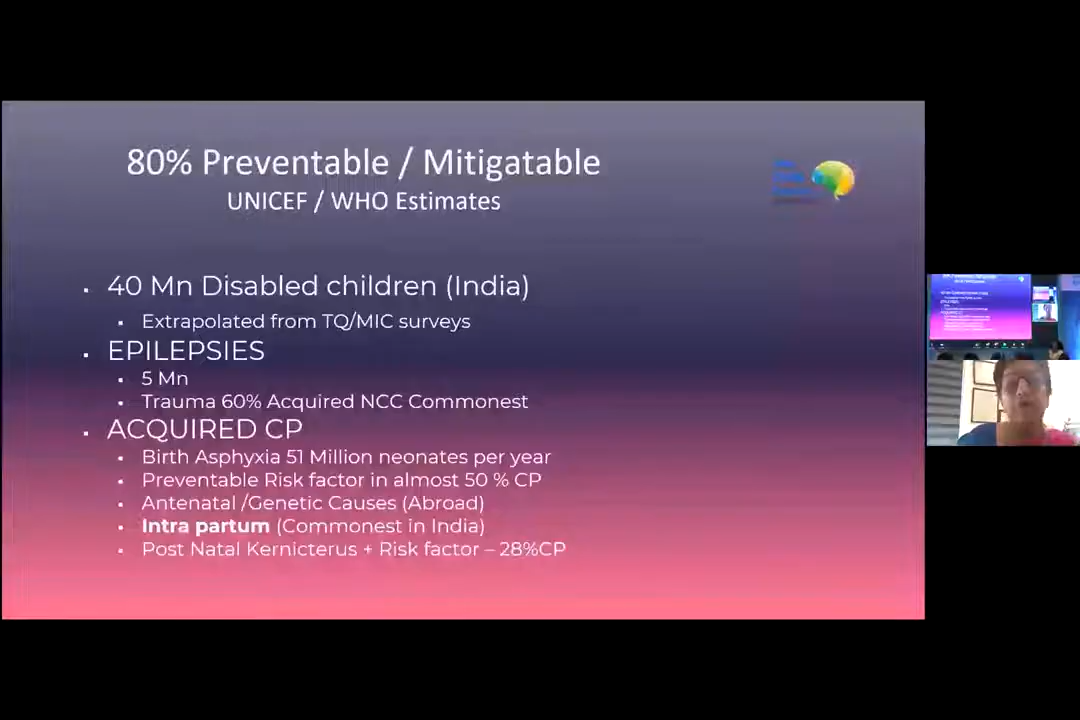 80% Preventable / Mitigatable
UNICEF / WHO Estimates
40 Mn Disabled children (India)
Extrapolated from TQ/MIC surveys
EPILEPSIES
5 Mn
Trauma 60% Acquired NCC Commonest
ACQUIRED CP
Birth Asphyxia 51 Million neonates per year
Preventable Risk factor in almost 50 % CP
Antenatal /Genetic Causes (Abroad)
Intra partum (Commonest in India)
Post Natal Kernicterus + Risk factor – 28%CP